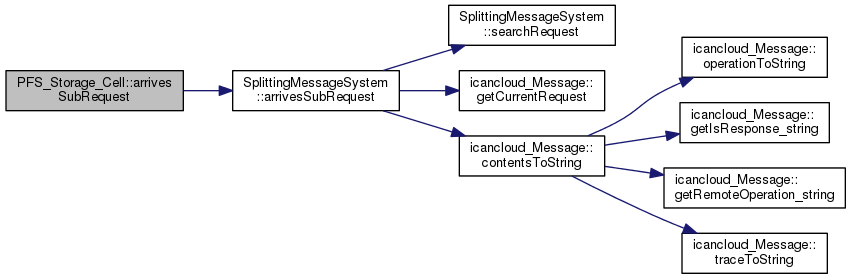 PFS_Storage_Cell::arrives
SubRequest
SplittingMessageSystem
::arrivesSubRequest
SplittingMessageSystem
::searchRequest
icancloud_Message::
getCurrentRequest
icancloud_Message::
contentsToString
icancloud_Message::
operationToString
icancloud_Message::
getIsResponse_string
icancloud_Message::
getRemoteOperation_string
icancloud_Message::
traceToString